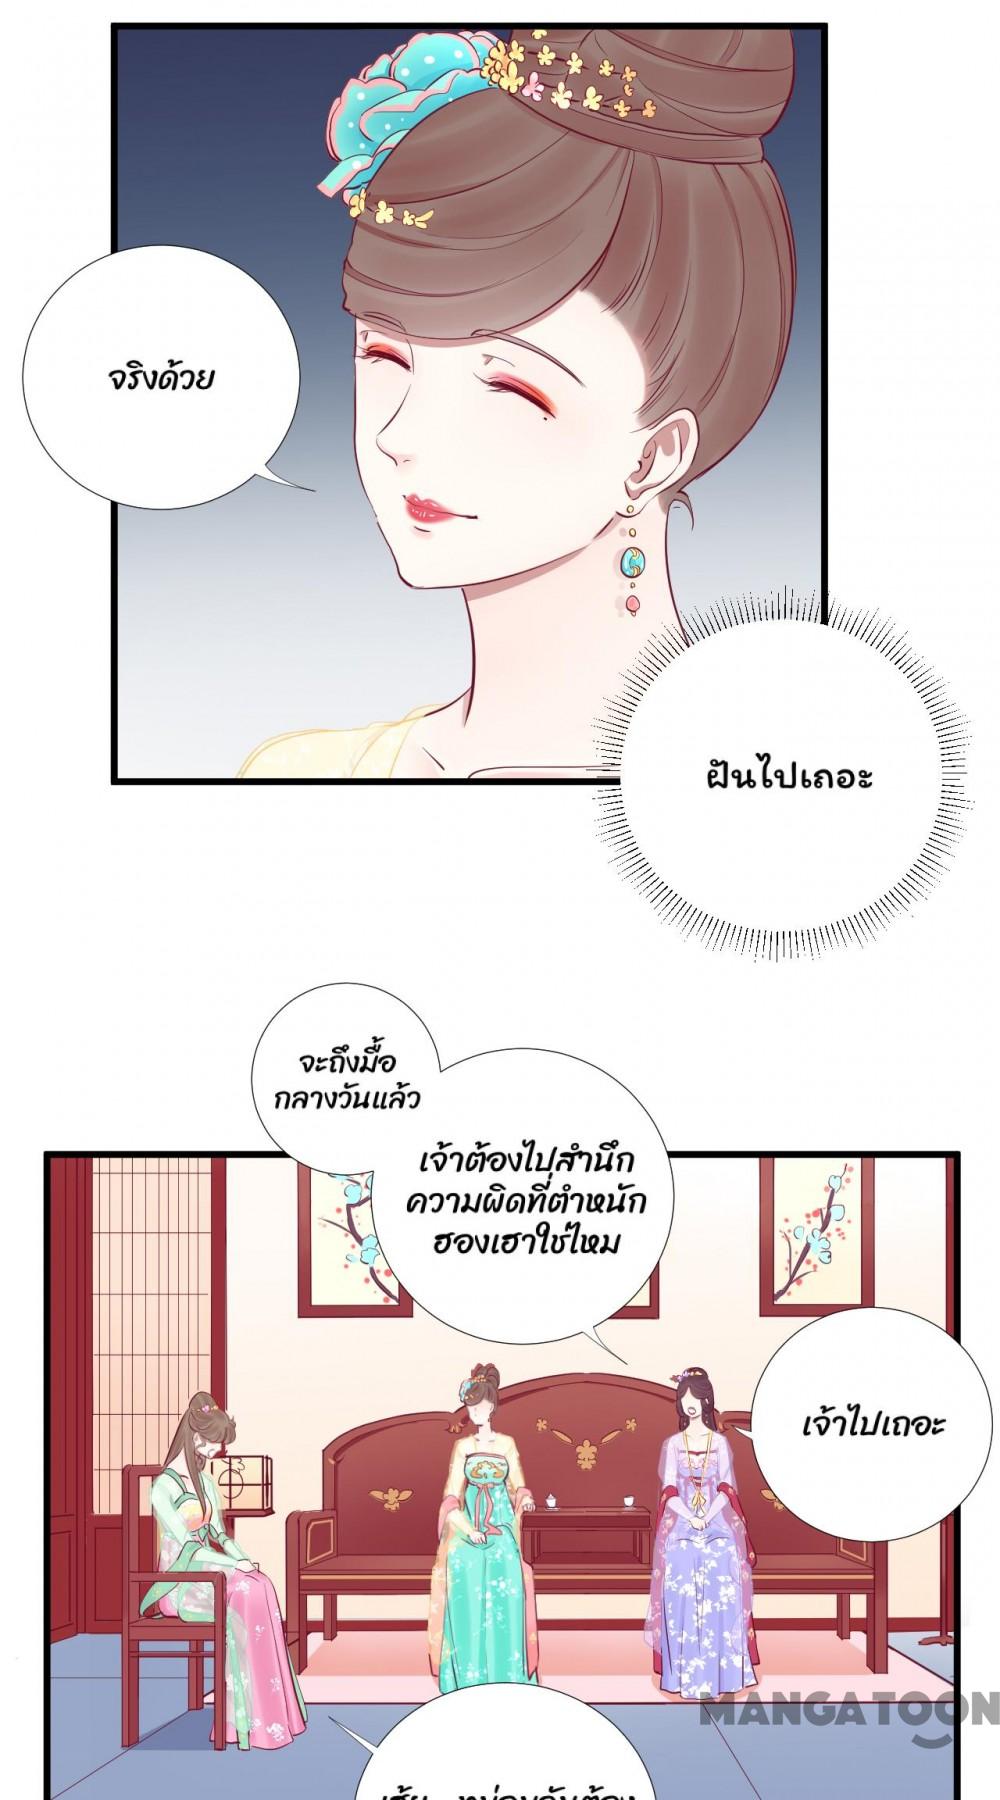 จริงด้วย
ฝันไปเถอะ
จะถึงมื้อ
กลางวันแล้ว
เจ้าต้องไปสำนึก
ความผิดที่ตำหนัก
ฮองเฮาใช่ไหม
เจ้าไปเถอะ
MANGATOON